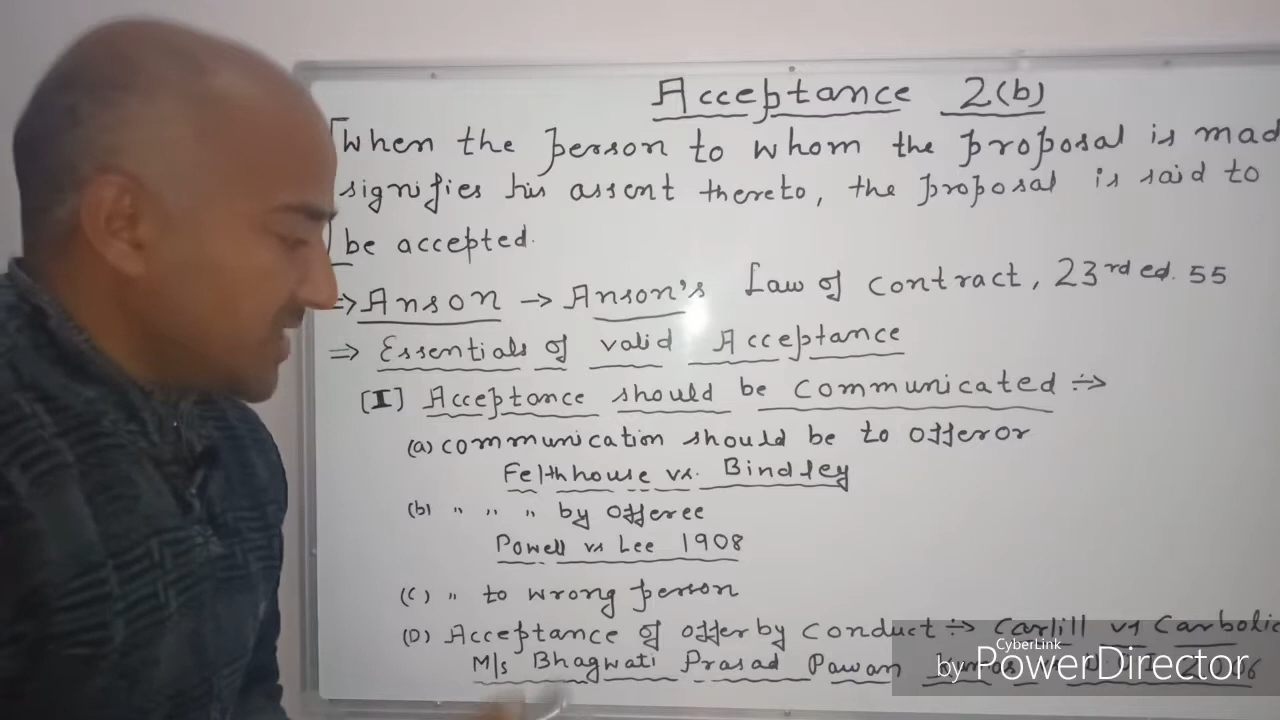 Acceptance 2(b)
When the person to whom the proposal is mad
signifies his assent thereto, the proposal is said to
be accepted.
⇒ Anson → Anson's Law of contract, 23rd ed. 55
⇒ Essentials of valid Acceptance
[I] Acceptance should be communicated ÷→
(a) communication should be to offeror
Felthhouse vs. Bindley
(b) " " " by offeree
Powell vs Lee 1908
(c) " to wrong person
(D) Acceptance of offer by conduct ÷→ Carlill vs Carbolic
M/s Bhagwati Prasad Pawan
CyberLink
by PowerDirector